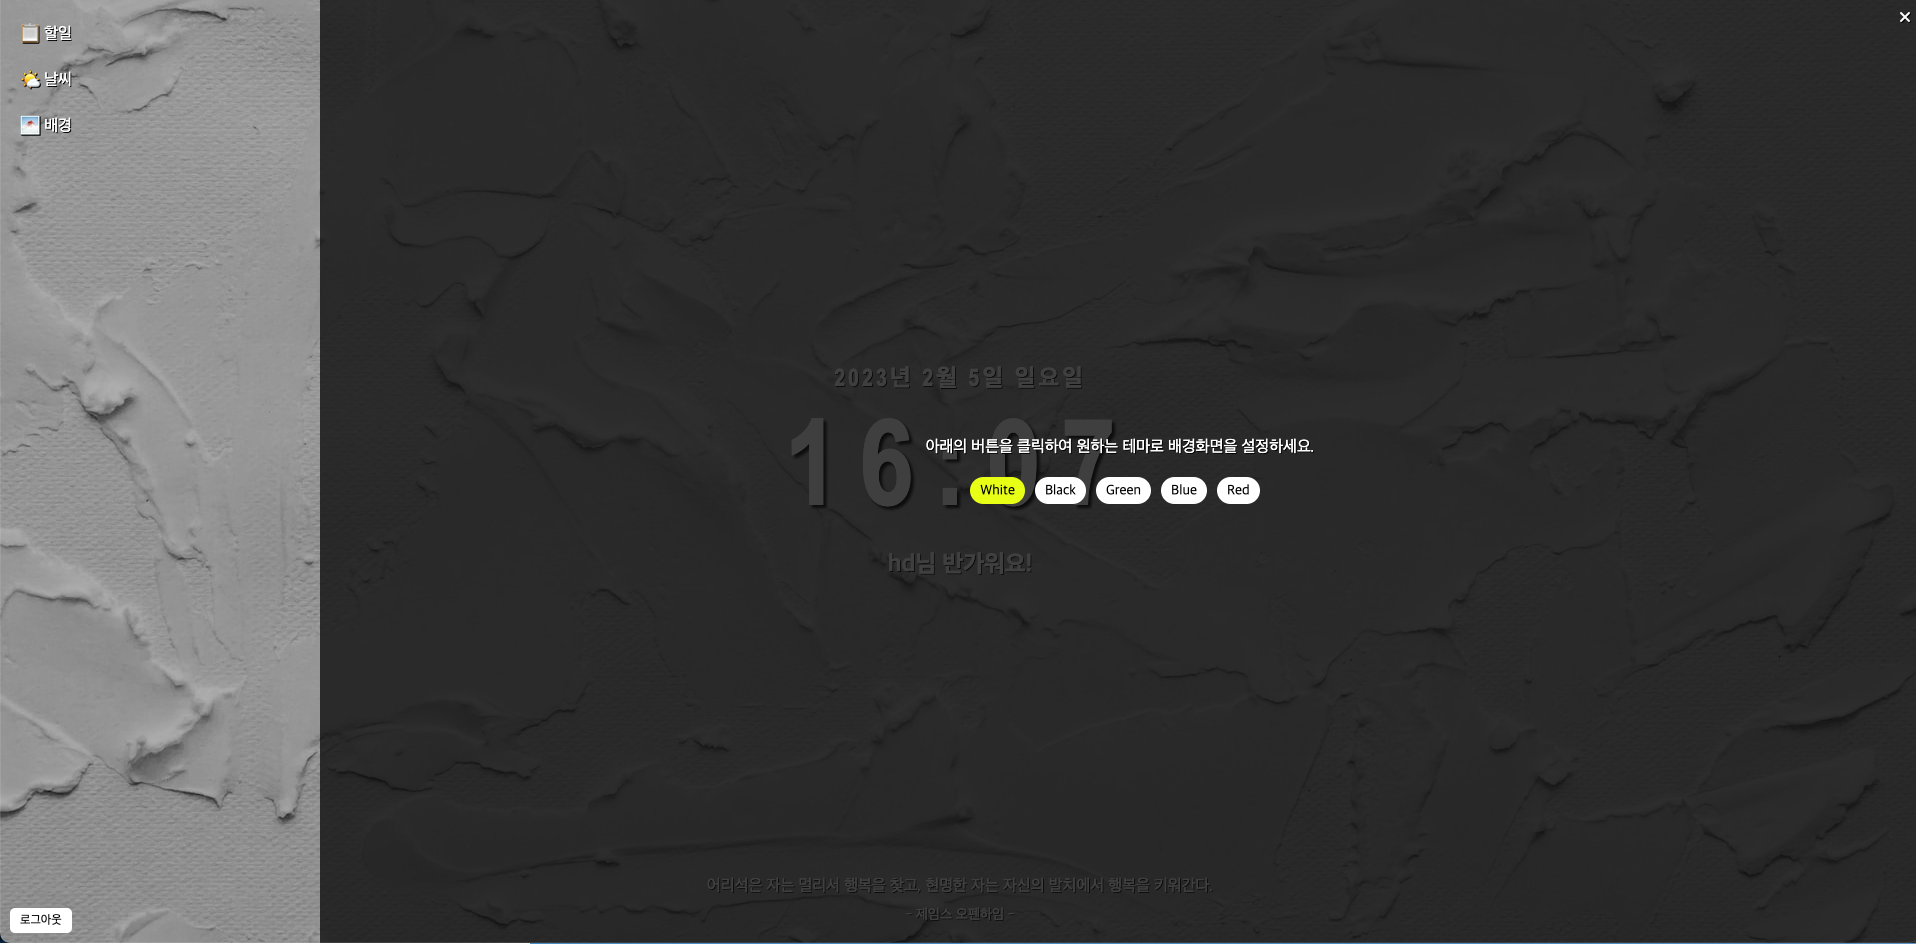 할일
날씨
배경
2023년 2월 5일 일요일
16:07
아래의 버튼을 클릭하여 원하는 테마로 배경화면을 설정하세요.
White Black Green Blue Red
hd님 반가워요!
어리석은 자는 멀리서 행복을 찾고, 현명한 자는 자신의 발치에서 행복을 키워간다.
- 제임스 오펜하임 -
로그아웃